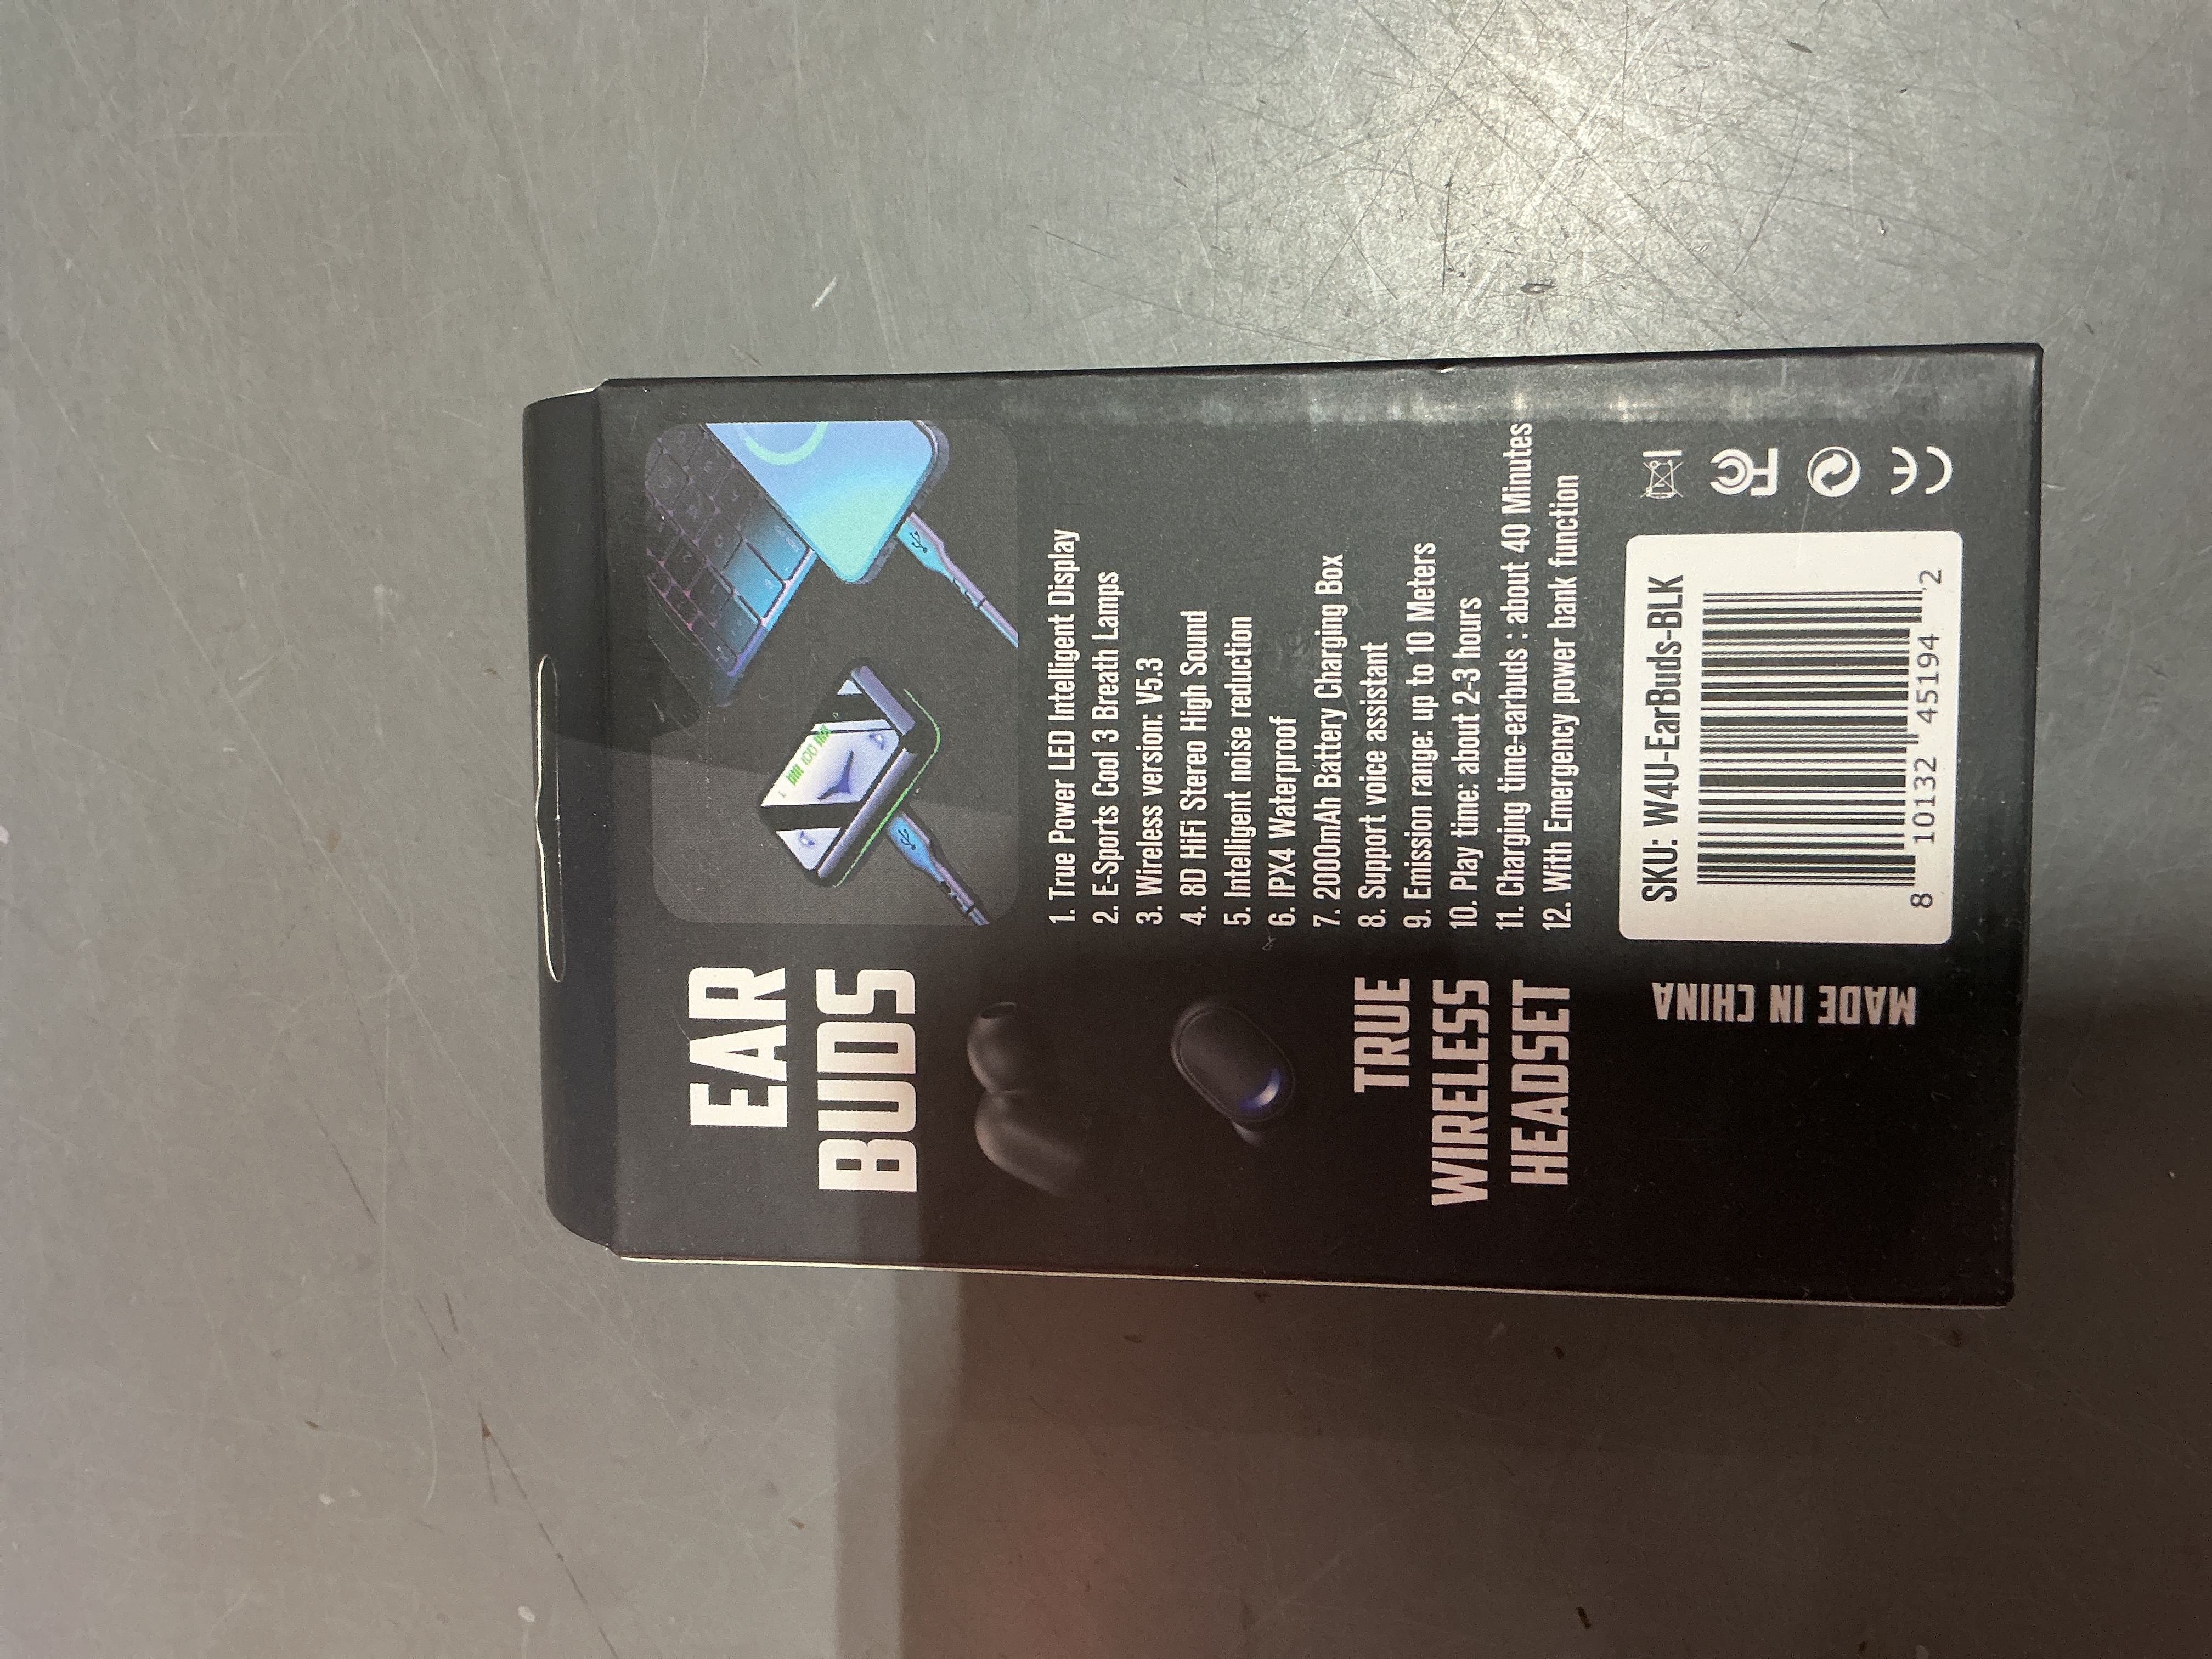 EAR
BUDS
TRUE
WIRELESS
HEADSET
MADE IN CHINA
100
1. True Power LED Intelligent Display
2. E-Sports Cool 3 Breath Lamps
3. Wireless version: V5.3
4. 8D HiFi Stereo High Sound
5. Intelligent noise reduction
6. IPX4 Waterproof
7. 2000mAh Battery Charging Box
8. Support voice assistant
9. Emission range: up to 10 Meters
10. Play time: about 2-3 hours
11. Charging time-earbuds : about 40 Minutes
12. With Emergency power bank function
SKU: W4U-EarBuds-BLK
8 10132 45194 2
FC
CE